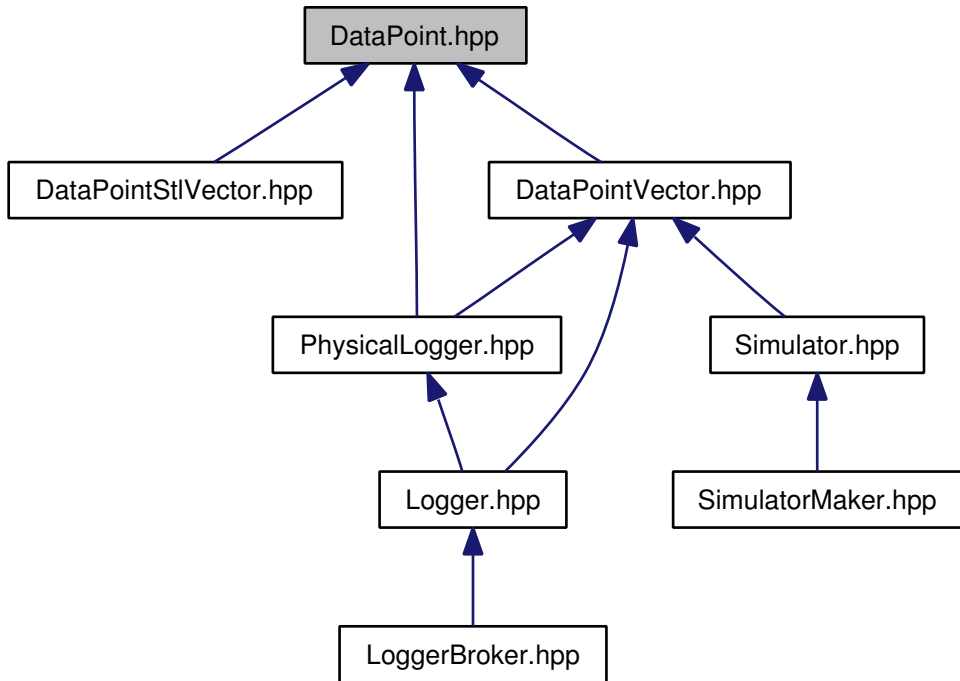 DataPoint.hpp
DataPointStlVector.hpp
DataPointVector.hpp
PhysicalLogger.hpp
Simulator.hpp
Logger.hpp
SimulatorMaker.hpp
LoggerBroker.hpp